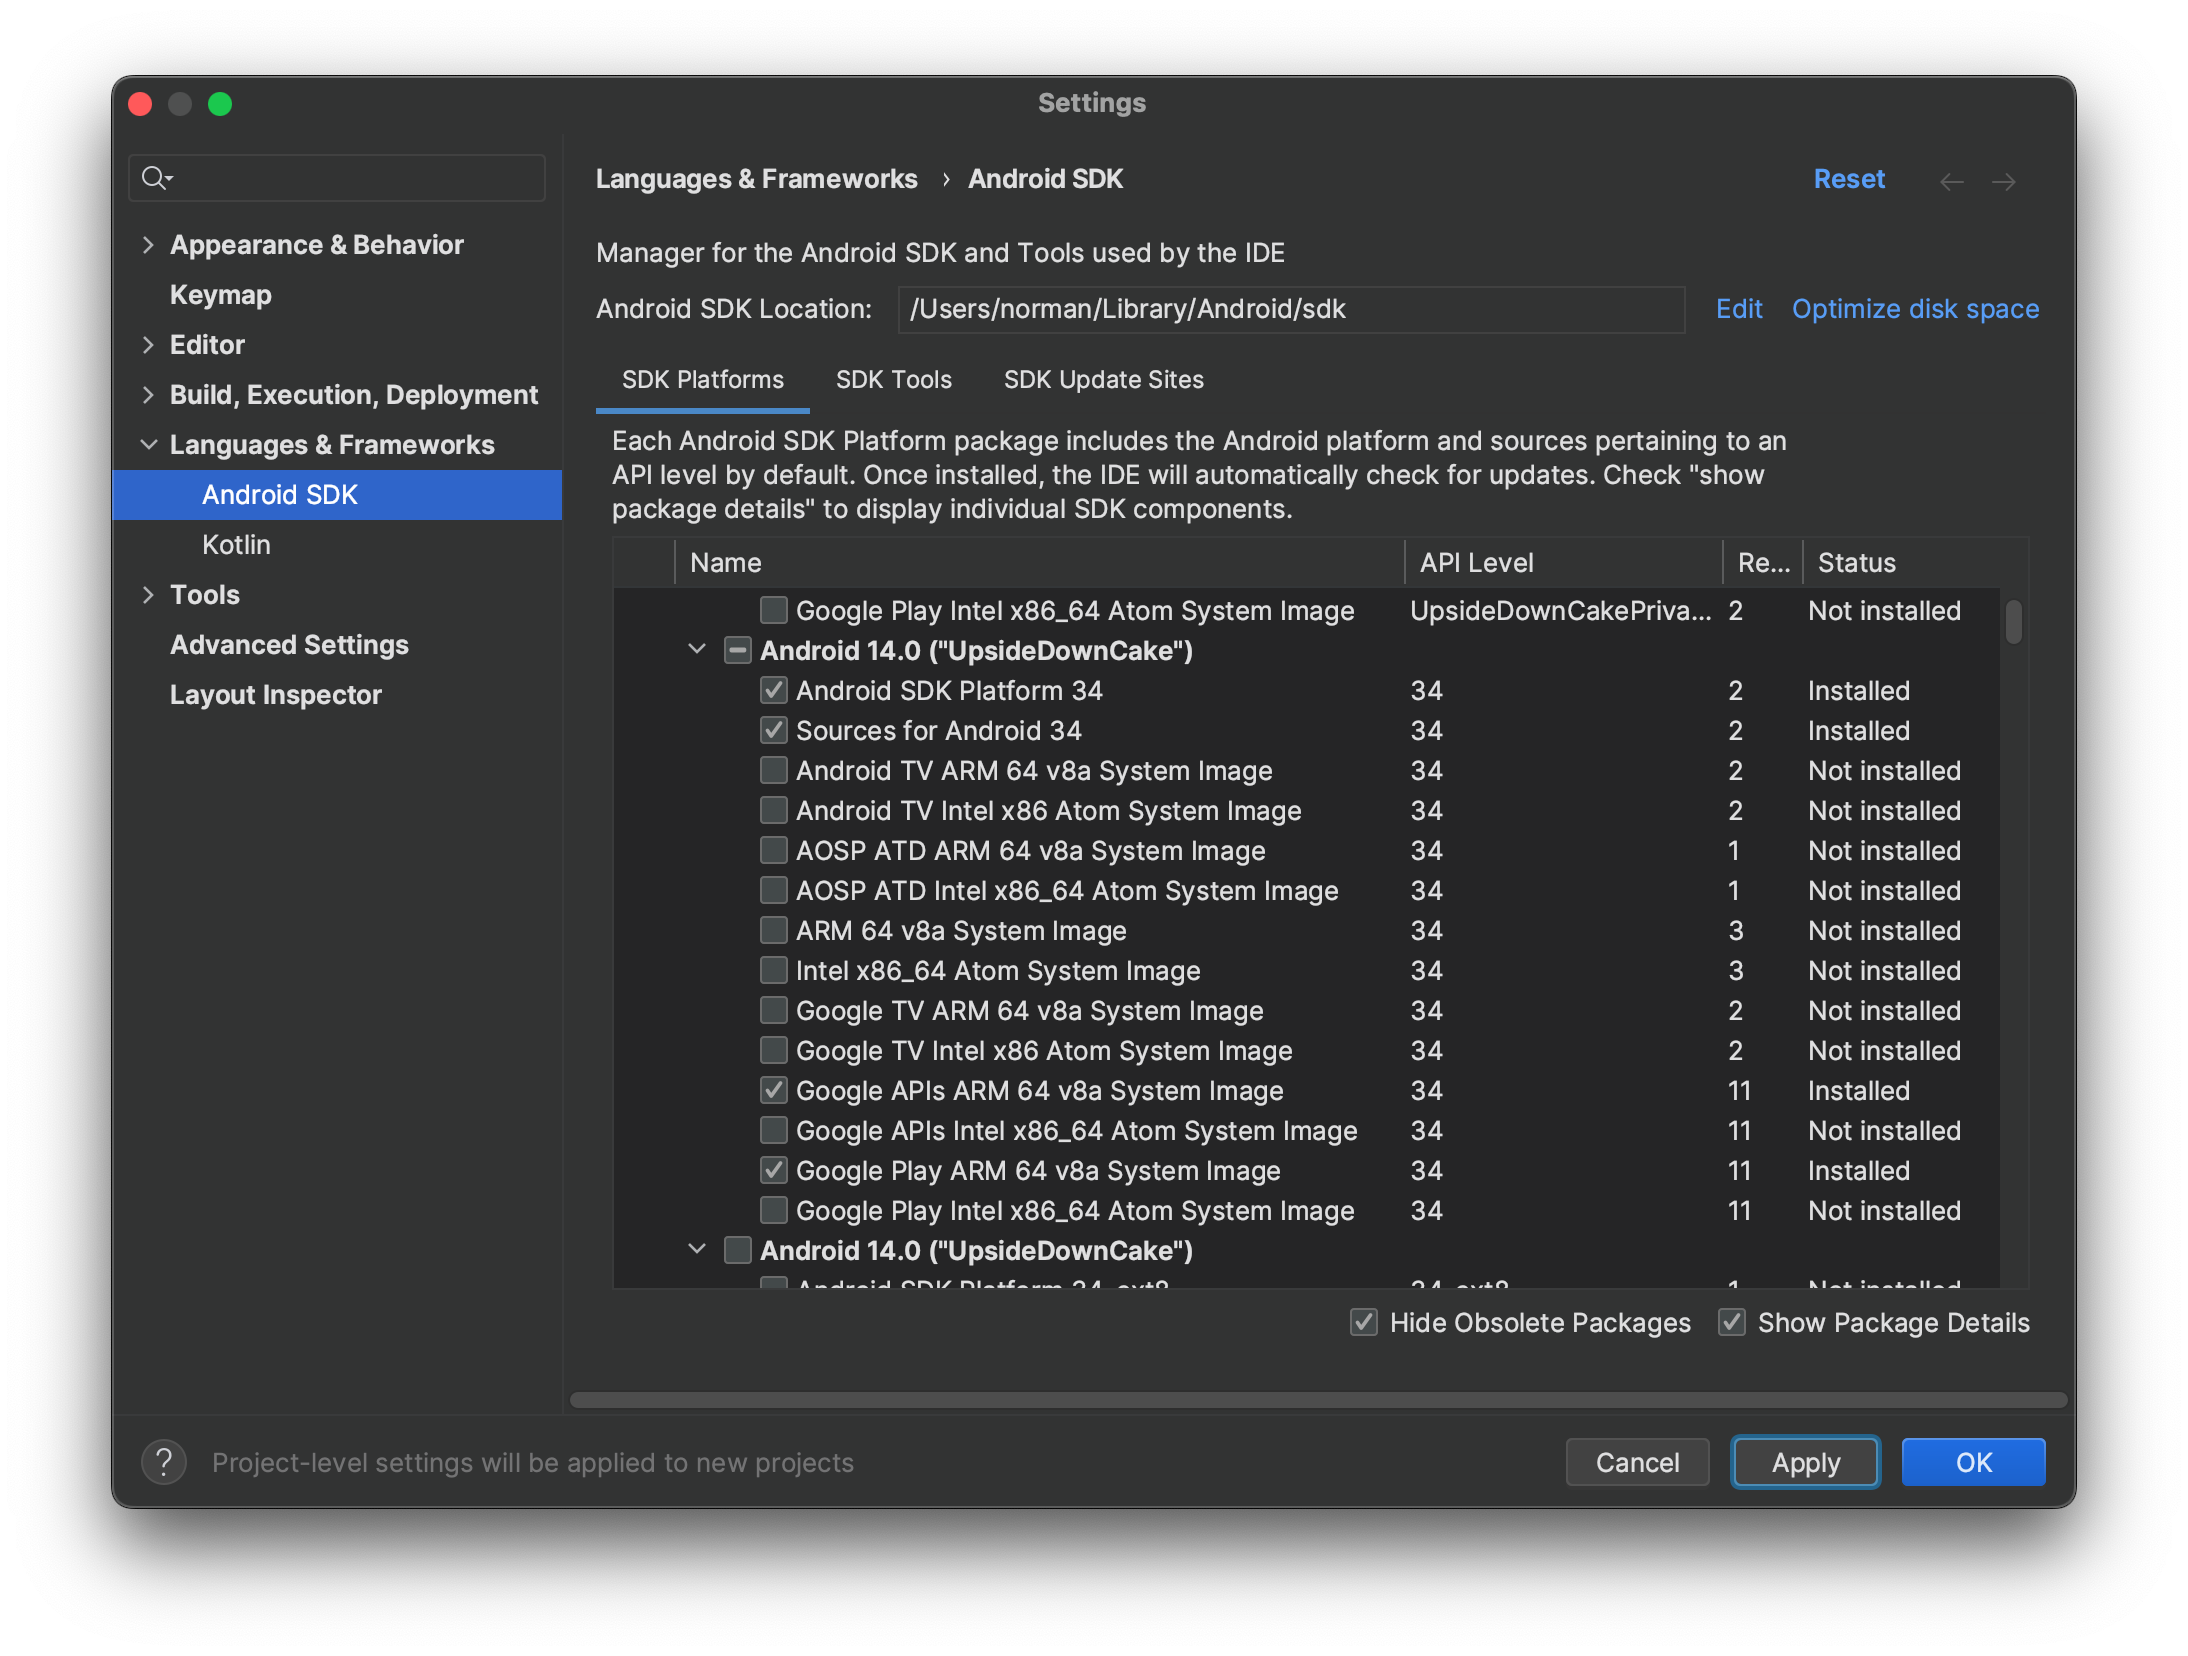 Settings
Appearance & Behavior
Keymap
Editor
Build, Execution, Deployment
Languages & Frameworks
Android SDK
Kotlin
Tools
Advanced Settings
Layout Inspector
Languages & Frameworks › Android SDK
Reset
Manager for the Android SDK and Tools used by the IDE
Android SDK Location: /Users/norman/Library/Android/sdk Edit Optimize disk space
SDK Platforms SDK Tools SDK Update Sites
Each Android SDK Platform package includes the Android platform and sources pertaining to an
API level by default. Once installed, the IDE will automatically check for updates. Check "show
package details" to display individual SDK components.
Name API Level Re... Status
Google Play Intel x86_64 Atom System Image UpsideDownCakePriva... 2 Not installed
Android 14.0 ("UpsideDownCake")
Android SDK Platform 34 34 2 Installed
Sources for Android 34 34 2 Installed
Android TV ARM 64 v8a System Image 34 2 Not installed
Android TV Intel x86 Atom System Image 34 2 Not installed
AOSP ATD ARM 64 v8a System Image 34 1 Not installed
AOSP ATD Intel x86_64 Atom System Image 34 1 Not installed
ARM 64 v8a System Image 34 3 Not installed
Intel x86_64 Atom System Image 34 3 Not installed
Google TV ARM 64 v8a System Image 34 2 Not installed
Google TV Intel x86 Atom System Image 34 2 Not installed
Google APIs ARM 64 v8a System Image 34 11 Installed
Google APIs Intel x86_64 Atom System Image 34 11 Not installed
Google Play ARM 64 v8a System Image 34 11 Installed
Google Play Intel x86_64 Atom System Image 34 11 Not installed
Android 14.0 ("UpsideDownCake")
Android SDK Platform 34-ext8 34-ext8 1 Not installed
Hide Obsolete Packages Show Package Details
? Project-level settings will be applied to new projects
Cancel Apply OK